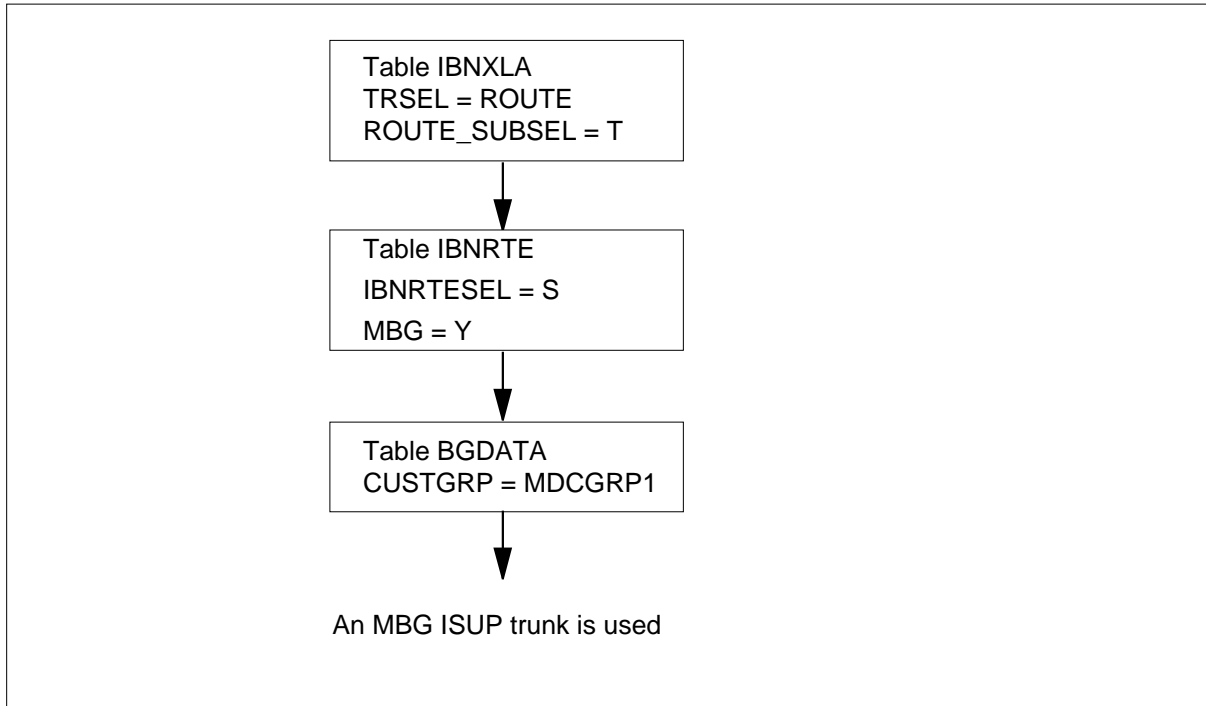 Table IBNXLA
TRSEL = ROUTE
ROUTE_SUBSEL = T
Table IBNRTE
IBNRTESEL = S
MBG = Y
Table BGDATA
CUSTGRP = MDCGRP1
An MBG ISUP trunk is used